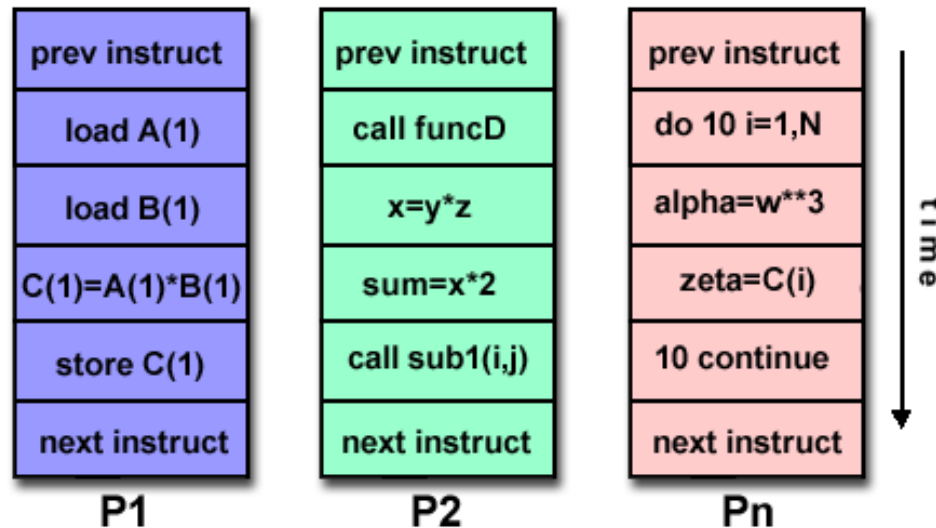 prev instruct
load A(1)
load B(1)
C(1)=A(1)*B(1)
store C(1)
next instruct
P1
prev instruct
call funcD
x=y*z
sum=x*2
call sub1(i,j)
next instruct
P2
prev instruct
do 10 i=1,N
alpha=w**3
zeta=C(i)
10 continue
next instruct
Pn
time